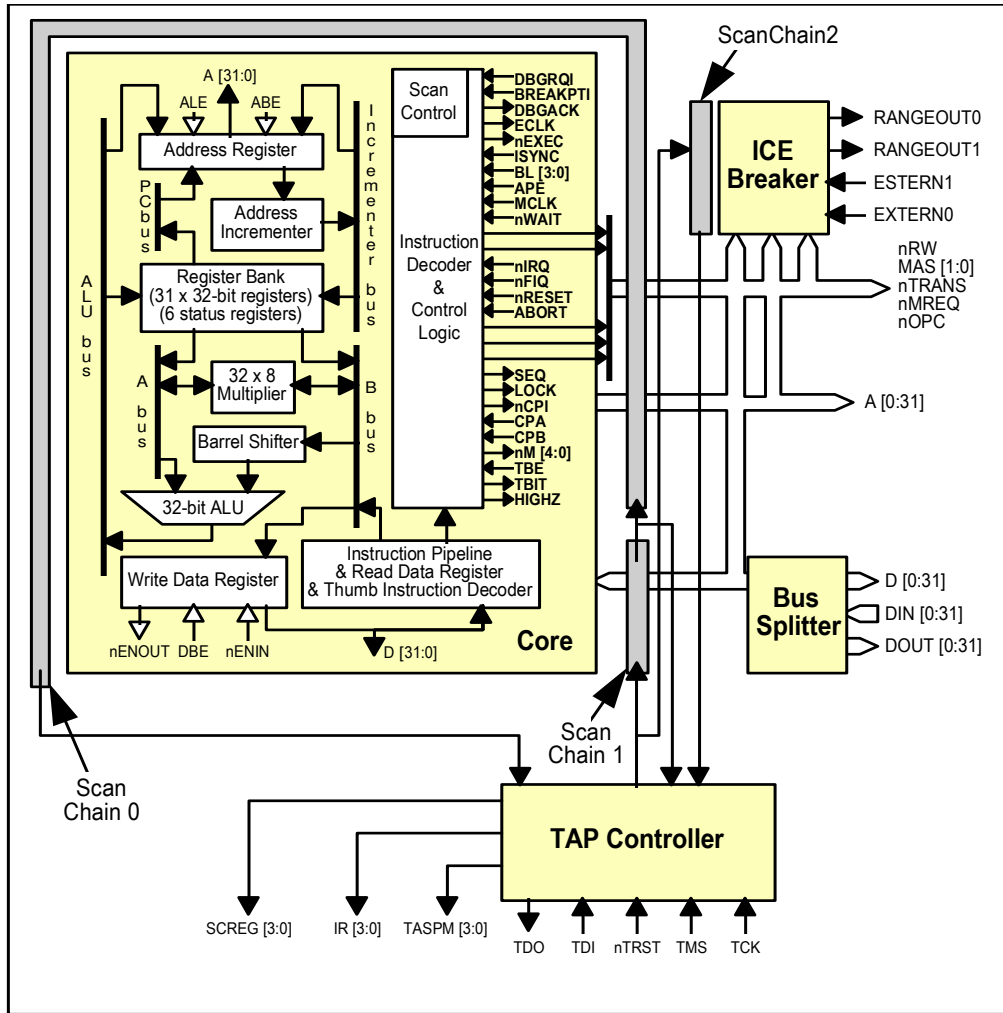 ScanChain2
A [31:0]
ALE
ABE
Address Register
PCbus
Address
Incrementer
Incrementer bus
ALU bus
Register Bank
(31 x 32-bit registers)
(6 status registers)
A bus
32 x 8
Multiplier
B bus
Barrel Shifter
32-bit ALU
Write Data Register
Instruction Pipeline
& Read Data Register
& Thumb Instruction Decoder
nENOUT
DBE
nENIN
D [31:0]
Core
Scan
Control
Instruction
Decoder
&
Control
Logic
DBGRQI
BREAKPTI
DBGACK
ECLK
nEXEC
ISYNC
BL [3:0]
APE
MCLK
nWAIT
nIRQ
nFIQ
nRESET
ABORT
SEQ
LOCK
nCPI
CPA
CPB
nM [4:0]
TBE
TBIT
HIGHZ
ICE
Breaker
RANGEOUT0
RANGEOUT1
ESTERN1
EXTERN0
nRW
MAS [1:0]
nTRANS
nMREQ
nOPC
A [0:31]
Bus
Splitter
D [0:31]
DIN [0:31]
DOUT [0:31]
Scan
Chain 0
Scan
Chain 1
TAP Controller
SCREG [3:0]
IR [3:0]
TASPM [3:0]
TDO
TDI
nTRST
TMS
TCK